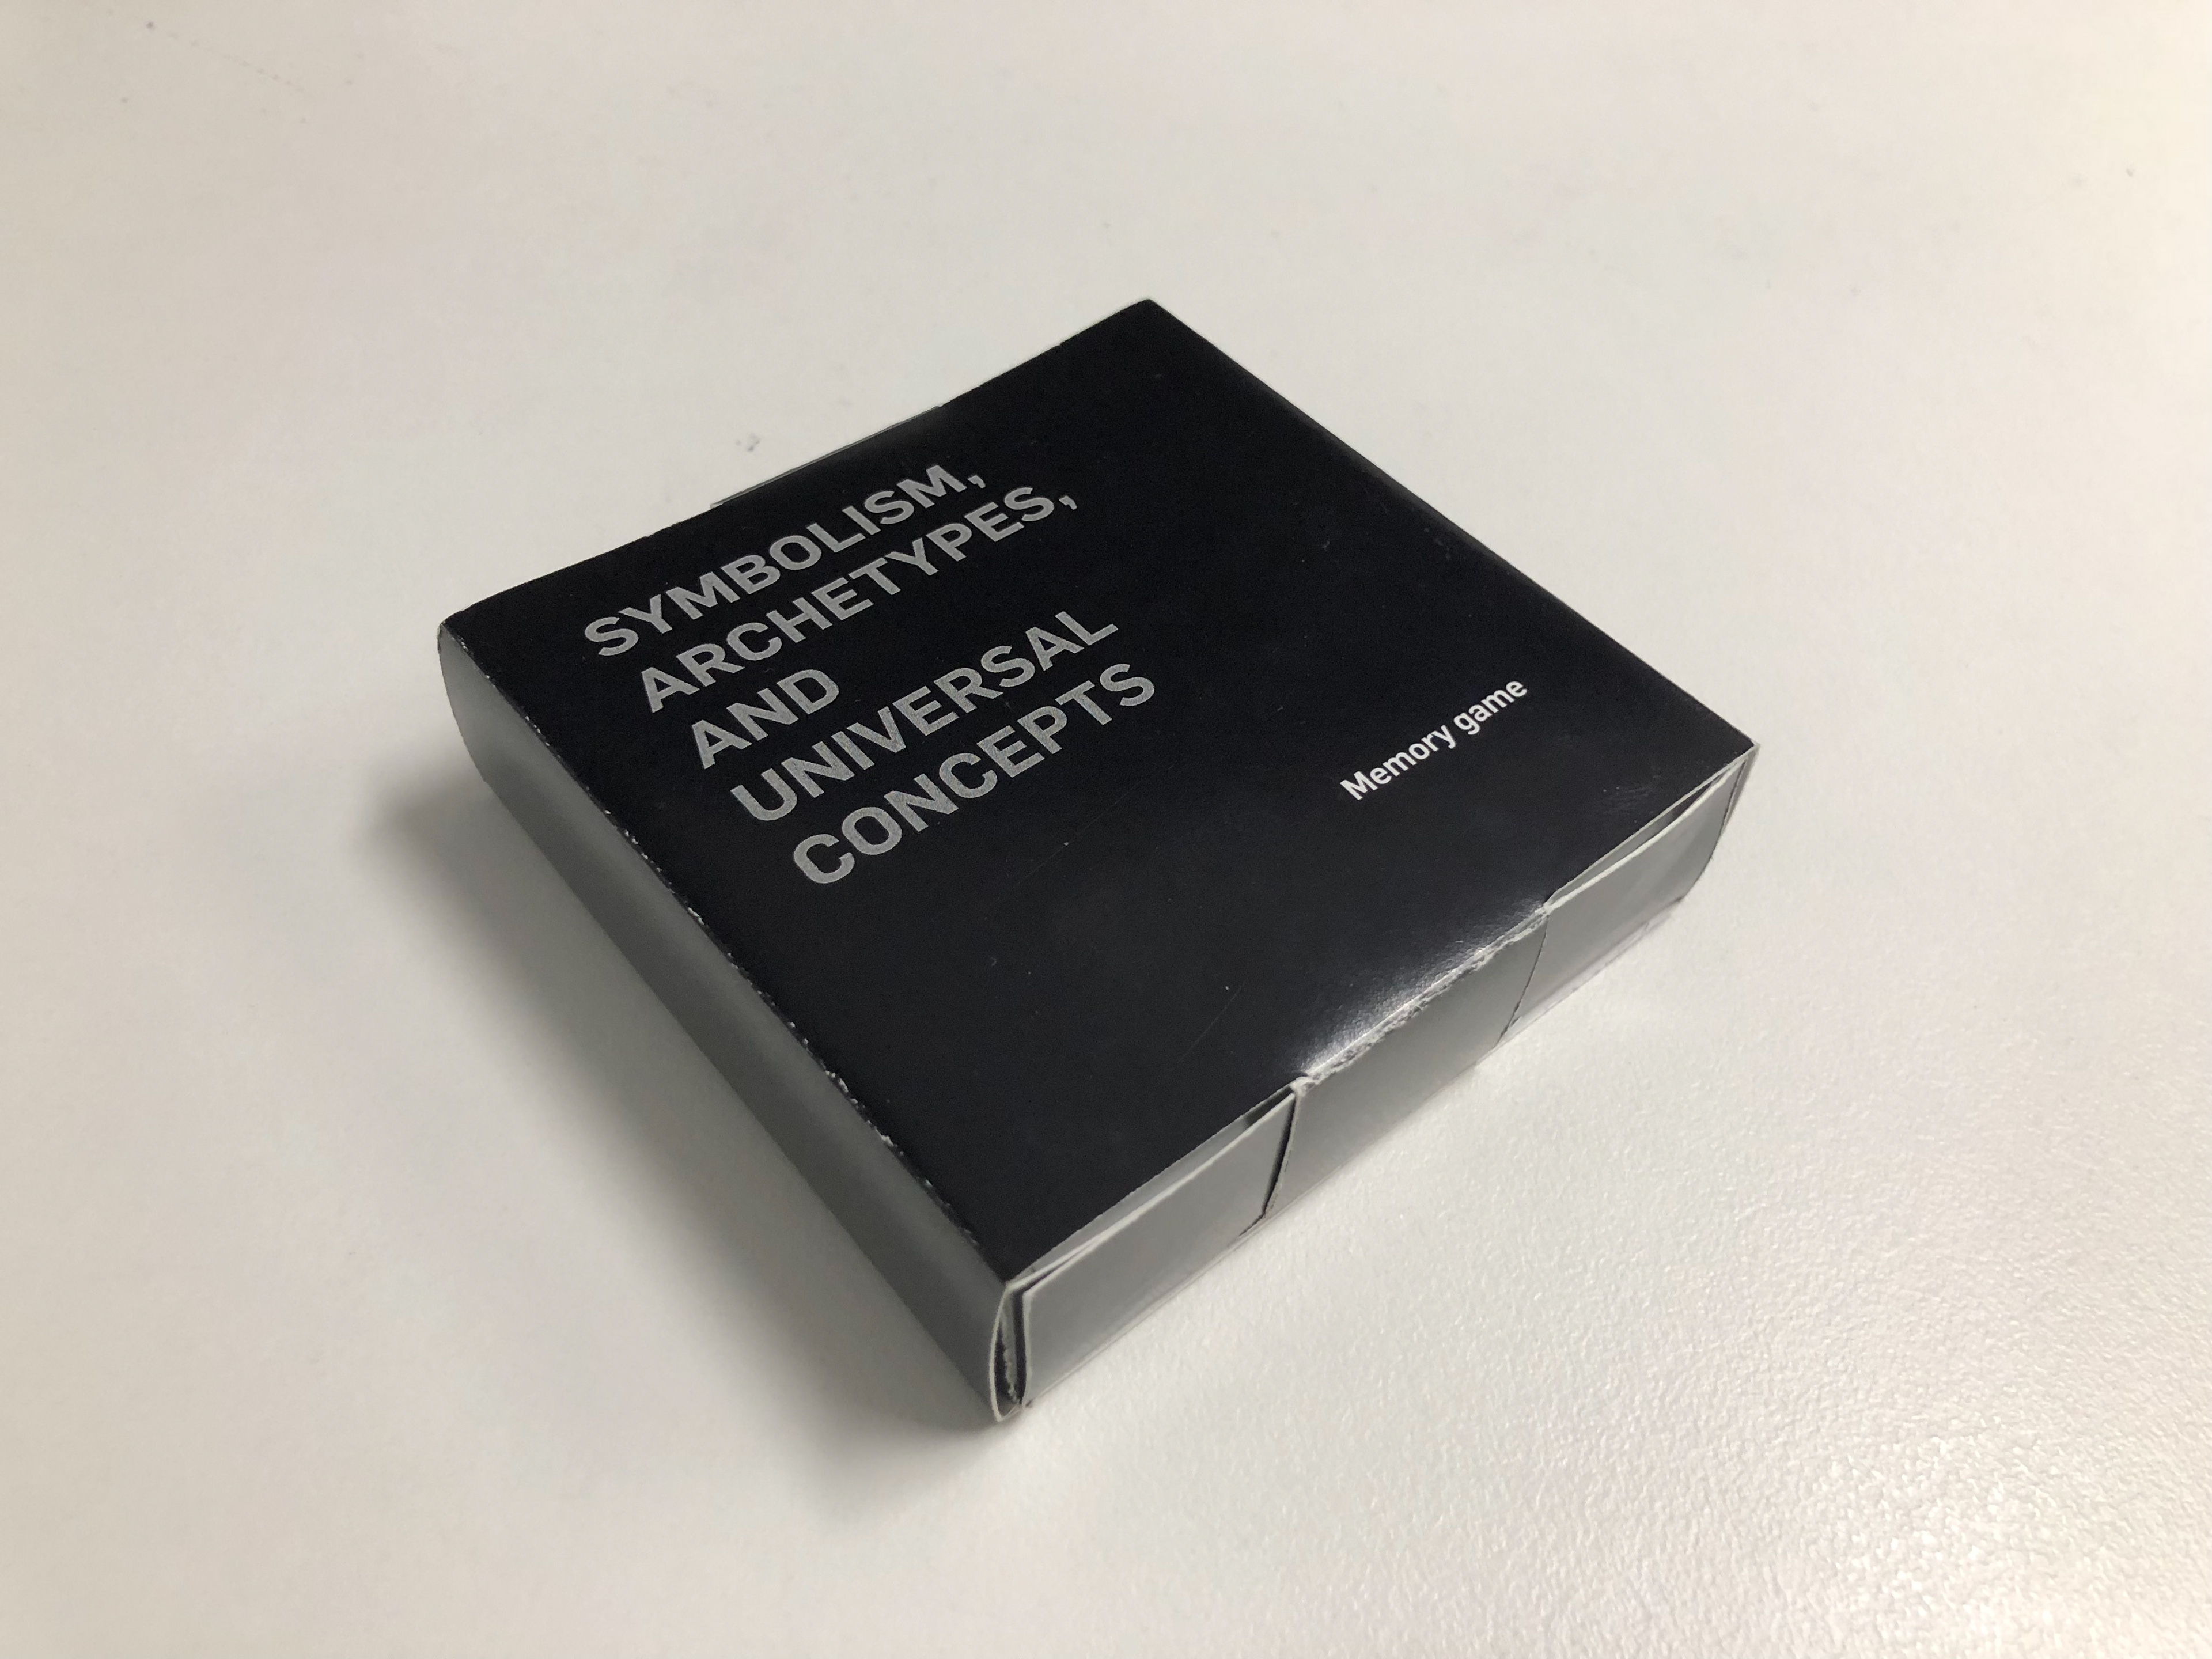 SYMBOLISM,
ARCHETYPES,
AND
UNIVERSAL
CONCEPTS
Memory game